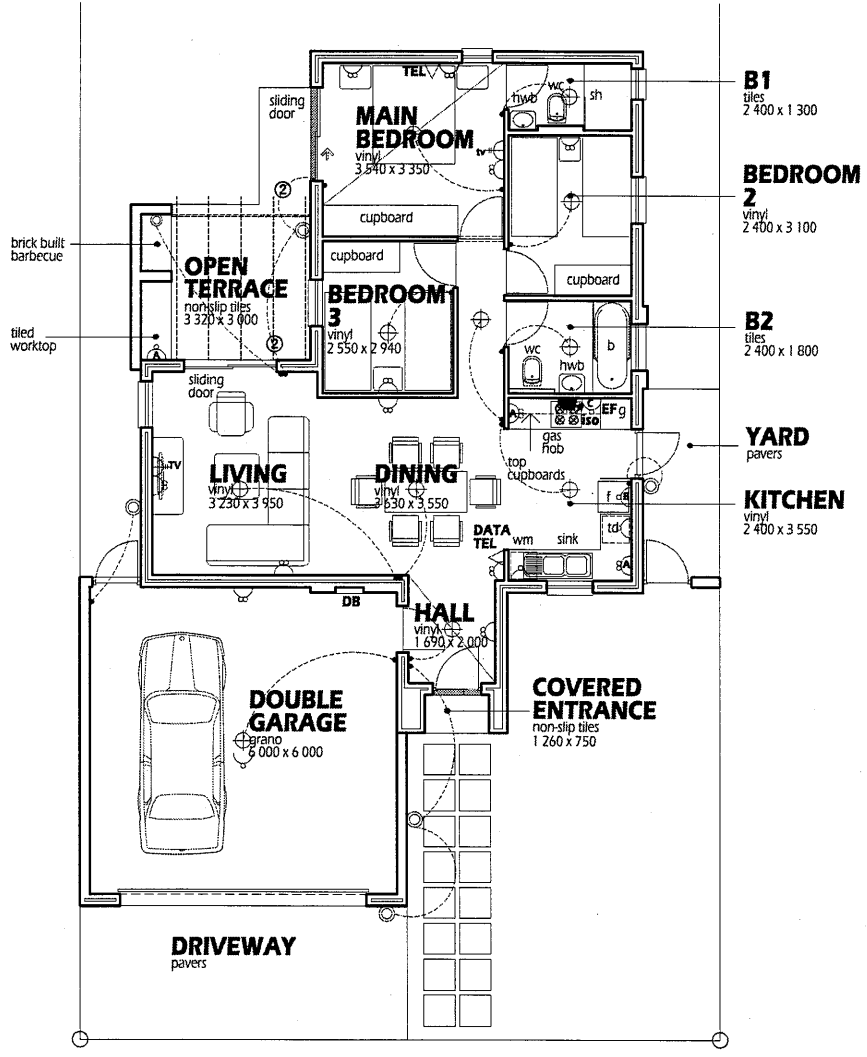 TEL
wc
hwb
sh
B1
tiles
2 400 x 1 300
sliding
door
MAIN
BEDROOM
vinyl
3 540 x 3 350
tv
cupboard
BEDROOM
2
vinyl
2 400 x 3 100
cupboard
2
brick built
barbecue
OPEN
TERRACE
non-slip tiles
3 320 x 3 000
tiled
worktop
A
2
cupboard
BEDROOM
3
vinyl
2 550 x 2 940
B2
tiles
2 400 x 1 800
wc
hwb
b
sliding
door
A
c
EF g
iso
gas
hob
top
cupboards
YARD
pavers
TV
LIVING
vinyl
3 230 x 3 950
DINING
vinyl
3 630 x 3 550
KITCHEN
vinyl
2 400 x 3 550
f
td
DATA
TEL
wm
sink
A
DB
HALL
vinyl
1 690 x 2 000
DOUBLE
GARAGE
grano
6 000 x 6 000
COVERED
ENTRANCE
non-slip tiles
1 260 x 750
DRIVEWAY
pavers